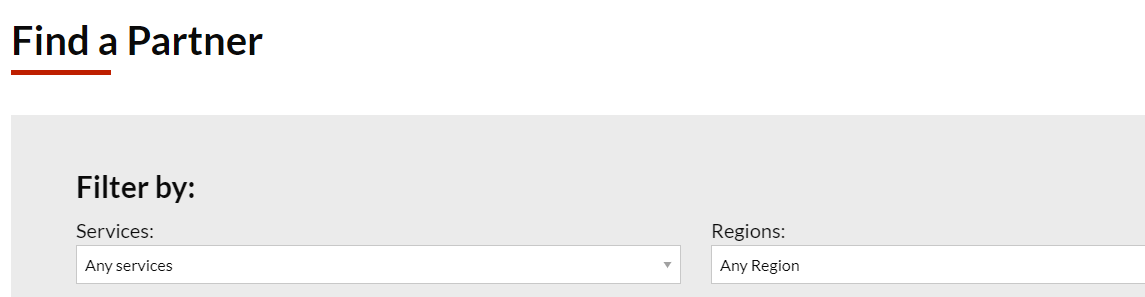 Find a Partner
Filter by:
Services:
Regions:
Any services
Any Region